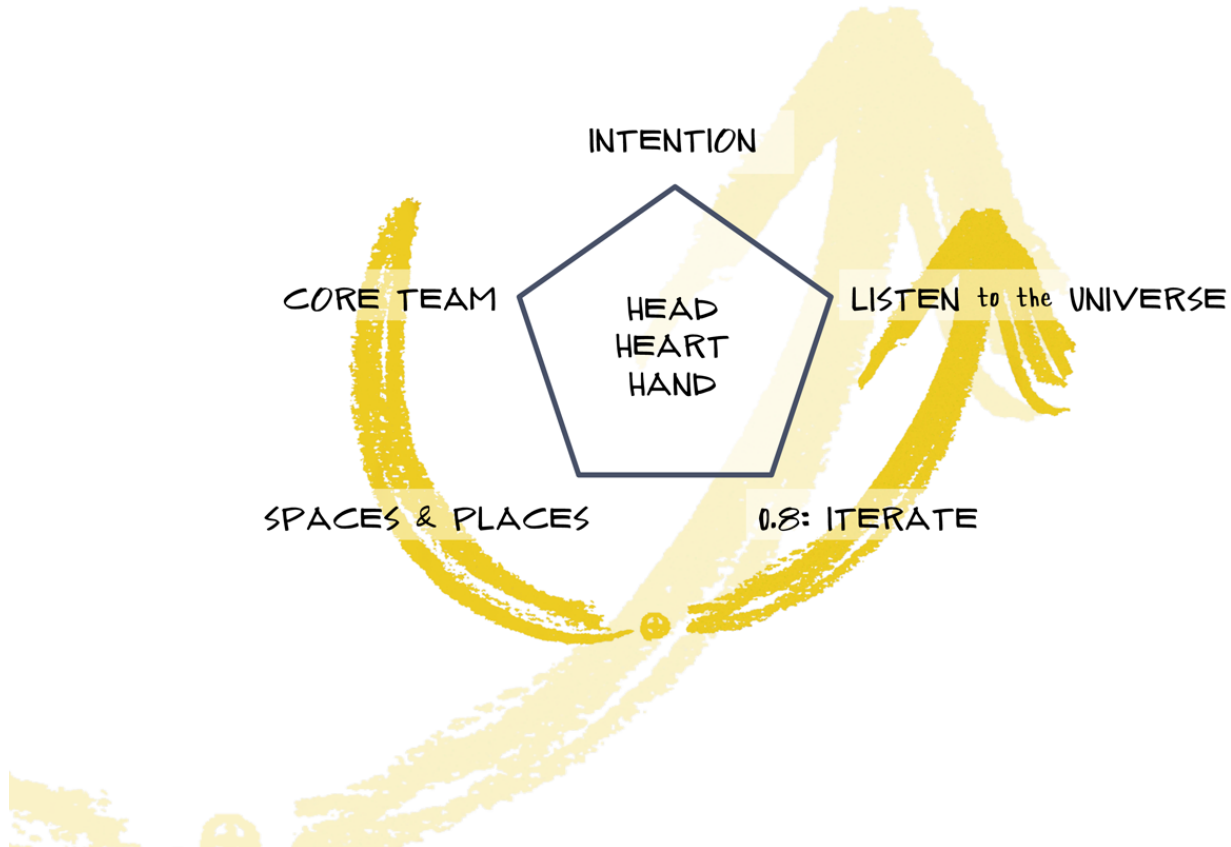 INTENTION
CORE TEAM
LISTEN to the UNIVERSE
HEAD
HEART
HAND
SPACES & PLACES
0.8: ITERATE